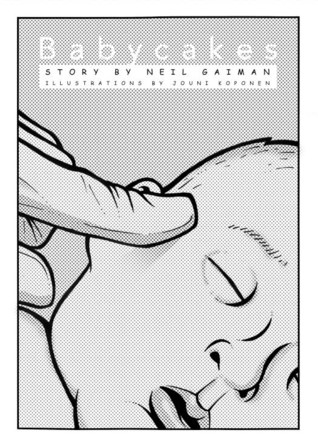 Babycakes
STORY BY NEIL GAIMAN
ILLUSTRATIONS BY JOUNI KOPONEN